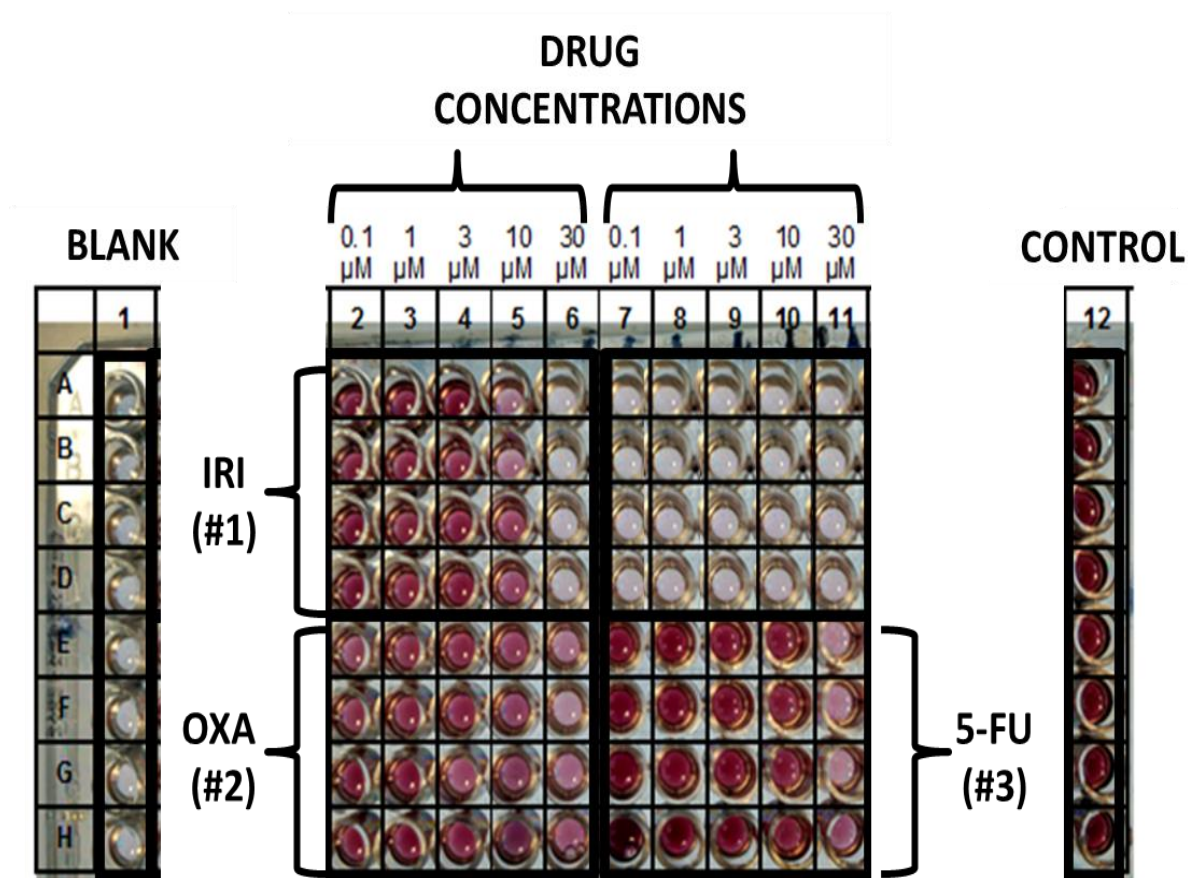 DRUG
CONCENTRATIONS
0.1 1 3 10 30 0.1 1 3 10 30
µM µM µM µM µM µM µM µM µM µM
BLANK
CONTROL
1 2 3 4 5 6 7 8 9 10 11 12
A
B
C
D
E
F
G
H
IRI
(#1)
OXA
(#2)
5-FU
(#3)